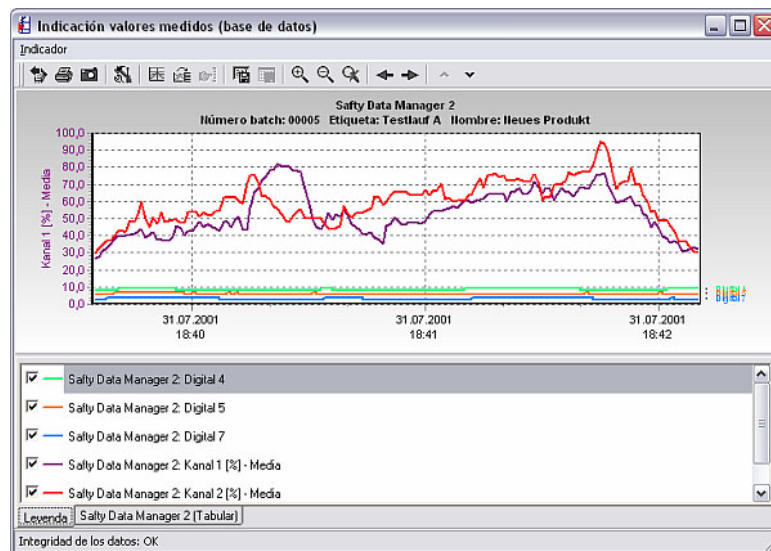 Indicación valores medidos (base de datos)
Indicador
Safty Data Manager 2
Número batch: 00005 Etiqueta: Testlauf A Nombre: Neues Produkt
Kanal 1 [%] - Media
100,0
90,0
80,0
70,0
60,0
50,0
40,0
30,0
20,0
10,0
0,0
31.07.2001
18:40
31.07.2001
18:41
31.07.2001
18:42
Safty Data Manager 2: Digital 4
Safty Data Manager 2: Digital 5
Safty Data Manager 2: Digital 7
Safty Data Manager 2: Kanal 1 [%] - Media
Safty Data Manager 2: Kanal 2 [%] - Media
Leyenda
Safty Data Manager 2 (Tabular)
Integridad de los datos: OK